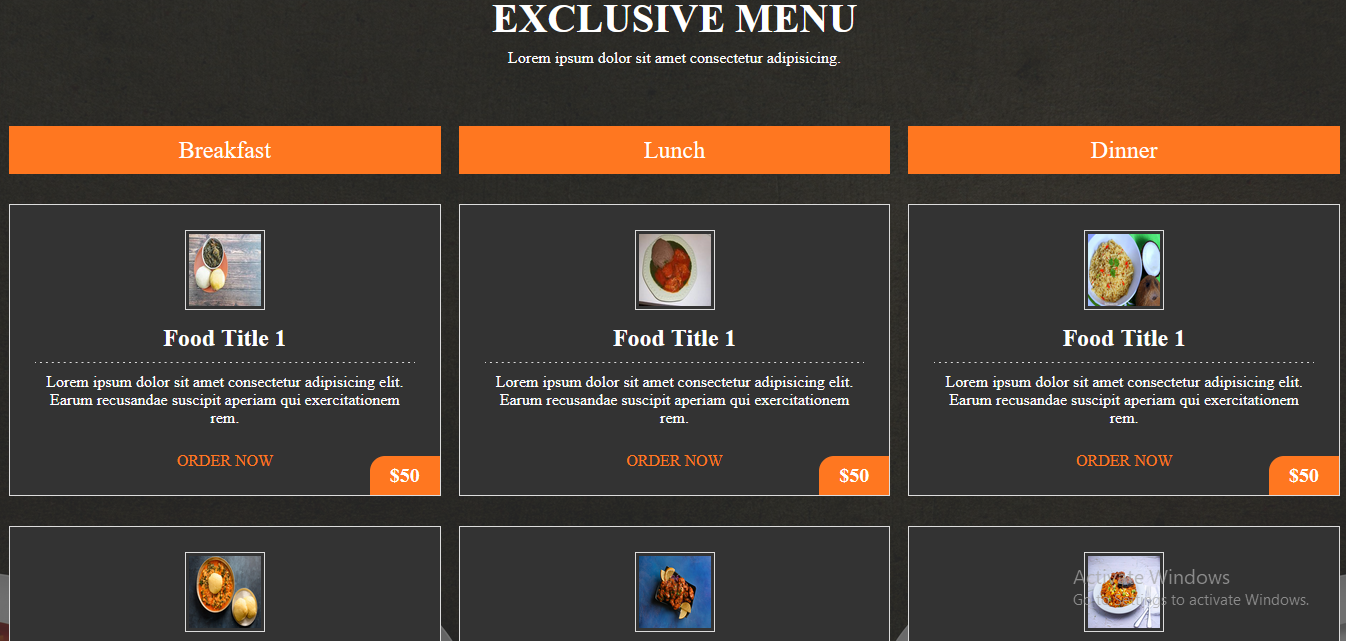 EXCLUSIVE MENU
Lorem ipsum dolor sit amet consectetur adipisicing.
Breakfast
Lunch
Dinner
Food Title 1
Lorem ipsum dolor sit amet consectetur adipisicing elit.
Earum recusandae suscipit aperiam qui exercitationem
rem.
ORDER NOW
$50
Food Title 1
Lorem ipsum dolor sit amet consectetur adipisicing elit.
Earum recusandae suscipit aperiam qui exercitationem
rem.
ORDER NOW
$50
Food Title 1
Lorem ipsum dolor sit amet consectetur adipisicing elit.
Earum recusandae suscipit aperiam qui exercitationem
rem.
ORDER NOW
$50
Activate Windows
Go to Settings to activate Windows.